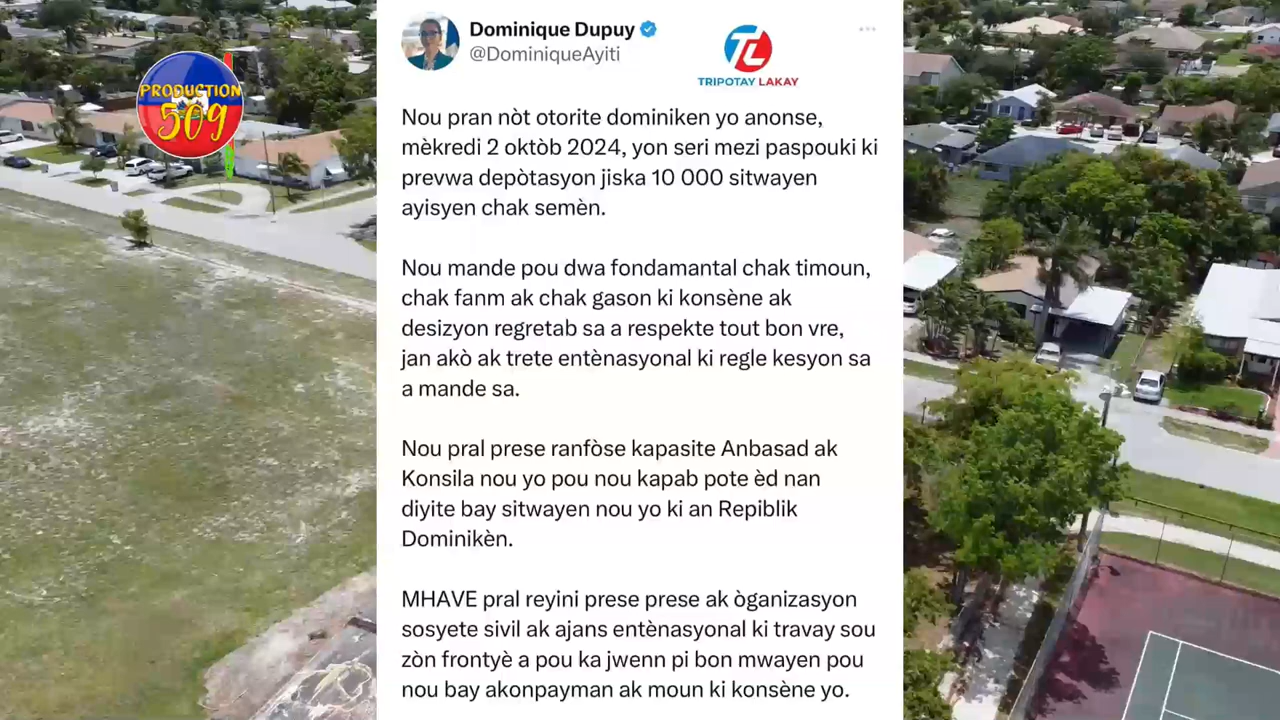 PRODUCTION
509
Dominique Dupuy
@DominiqueAyiti
TL
TRIPOTAY LAKAY
Nou pran nòt otorite dominiken yo anonse,
mèkredi 2 oktòb 2024, yon seri mezi paspouki ki
prevwa depòtasyon jiska 10 000 sitwayen
ayisyen chak semèn.
Nou mande pou dwa fondamantal chak timoun,
chak fanm ak chak gason ki konsène ak
desizyon regretab sa a respekte tout bon vre,
jan akò ak trete entènasyonal ki regle kesyon sa
a mande sa.
Nou pral prese ranfòse kapasite Anbasad ak
Konsila nou yo pou nou kapab pote èd nan
diyite bay sitwayen nou yo ki an Repiblik
Dominikèn.
MHAVE pral reyini prese prese ak òganizasyon
sosyete sivil ak ajans entènasyonal ki travay sou
zòn frontyè a pou ka jwenn pi bon mwayen pou
nou bay akonpayman ak moun ki konsène yo.